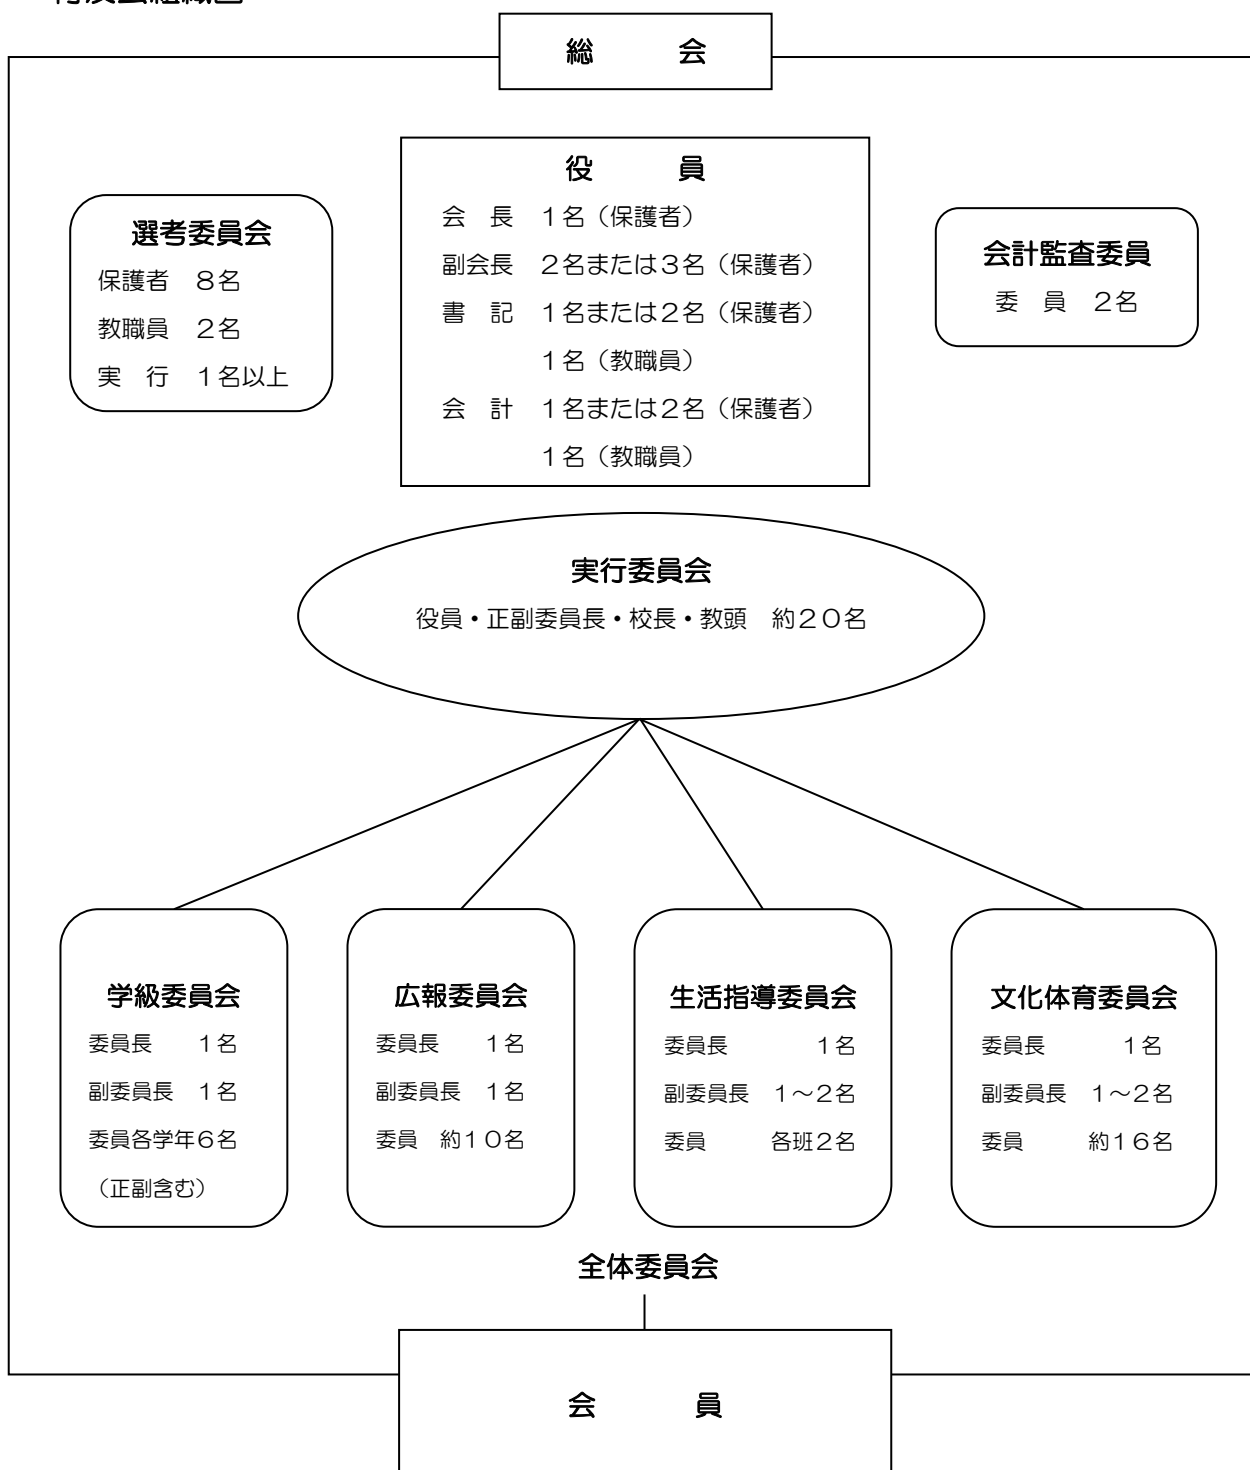 総　会
役　員
会　長　１名（保護者）
副会長　２名または３名（保護者）
書　記　１名または２名（保護者）
１名（教職員）
会　計　１名または２名（保護者）
１名（教職員）
選考委員会
保護者　８名
教職員　２名
実　行　１名以上
会計監査委員
委　員　２名
実行委員会
役員・正副委員長・校長・教頭　約２０名
学級委員会
委員長　１名
副委員長　１名
委員各学年６名
（正副含む）
広報委員会
委員長　１名
副委員長　１名
委員　約１０名
生活指導委員会
委員長　１名
副委員長　１～２名
委員　各班２名
文化体育委員会
委員長　１名
副委員長　１～２名
委員　約１６名
全体委員会
会　員